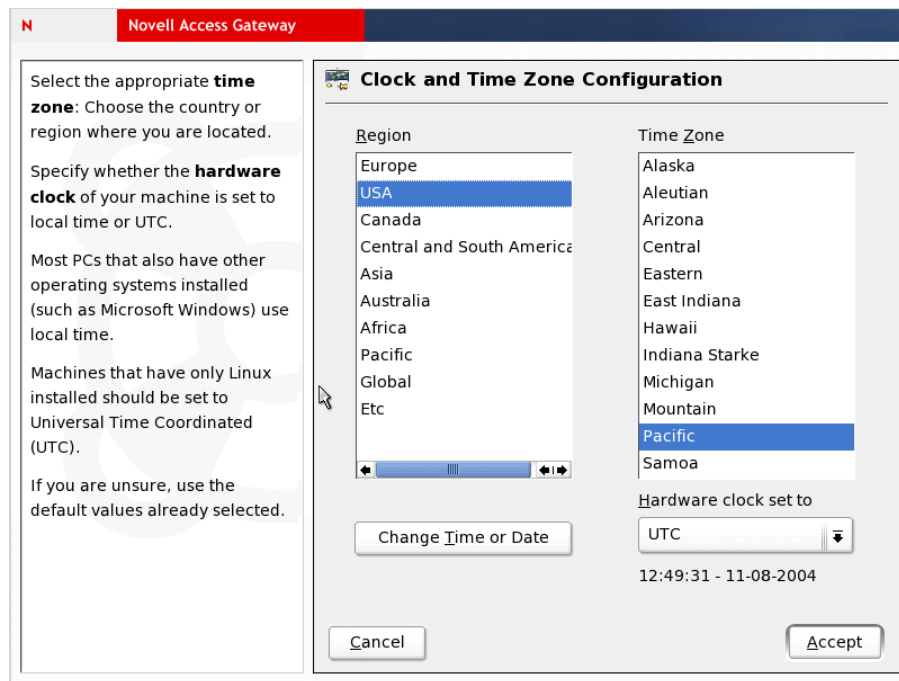 N Novell Access Gateway
Select the appropriate time
zone: Choose the country or
region where you are located.
Specify whether the hardware
clock of your machine is set to
local time or UTC.
Most PCs that also have other
operating systems installed
(such as Microsoft Windows) use
local time.
Machines that have only Linux
installed should be set to
Universal Time Coordinated
(UTC).
If you are unsure, use the
default values already selected.
Clock and Time Zone Configuration
Region
Europe
USA
Canada
Central and South America
Asia
Australia
Africa
Pacific
Global
Etc
Change Time or Date
Time Zone
Alaska
Aleutian
Arizona
Central
Eastern
East Indiana
Hawaii
Indiana Starke
Michigan
Mountain
Pacific
Samoa
Hardware clock set to
UTC
12:49:31 - 11-08-2004
Cancel
Accept